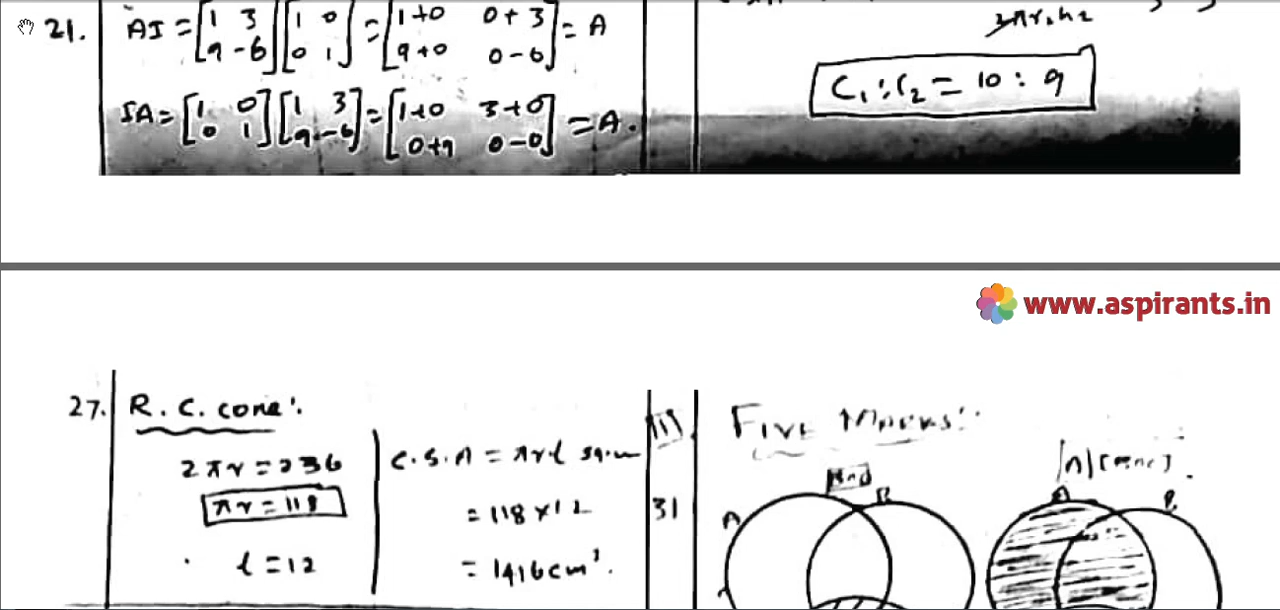 21.
AI = [1 3 9 -6] [1 0 0 1] = [1+0 0+3 9+0 0-6] = A
IA = [1 0 0 1] [1 3 9 -6] = [1+0 3+0 0+9 0-0] = A.
2πr2h2
C1 : C2 = 10 : 9
www.aspirants.in
27. R. C. cone:
2πr = 236
πr = 118
l = 12
C.S.A = πrl sq.
= 118 × 12
= 1416 cm
III. FIVE Marks:
31
A B
A B